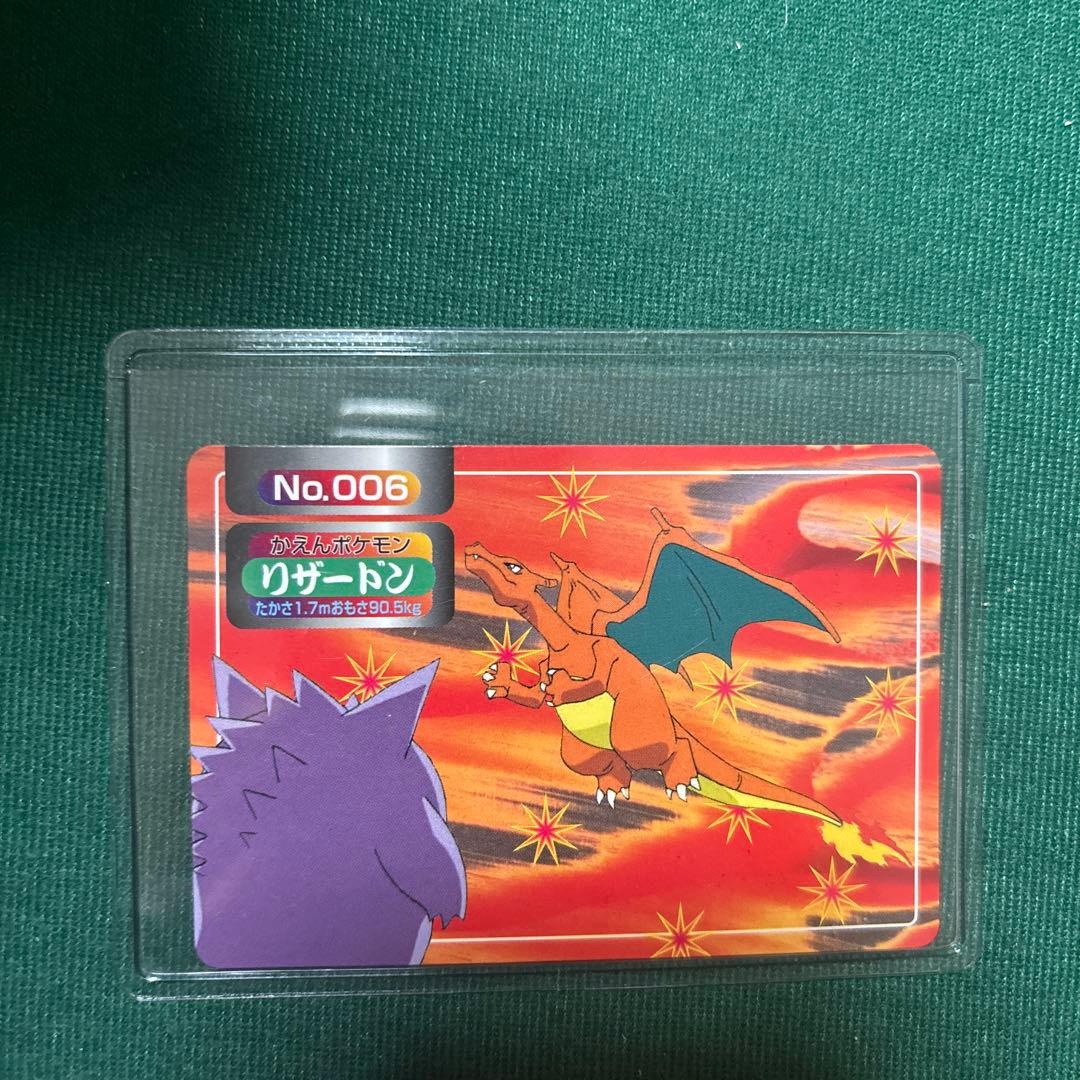 No.006
かえんポケモン
リザードン
たかさ1.7mおもさ90.5kg